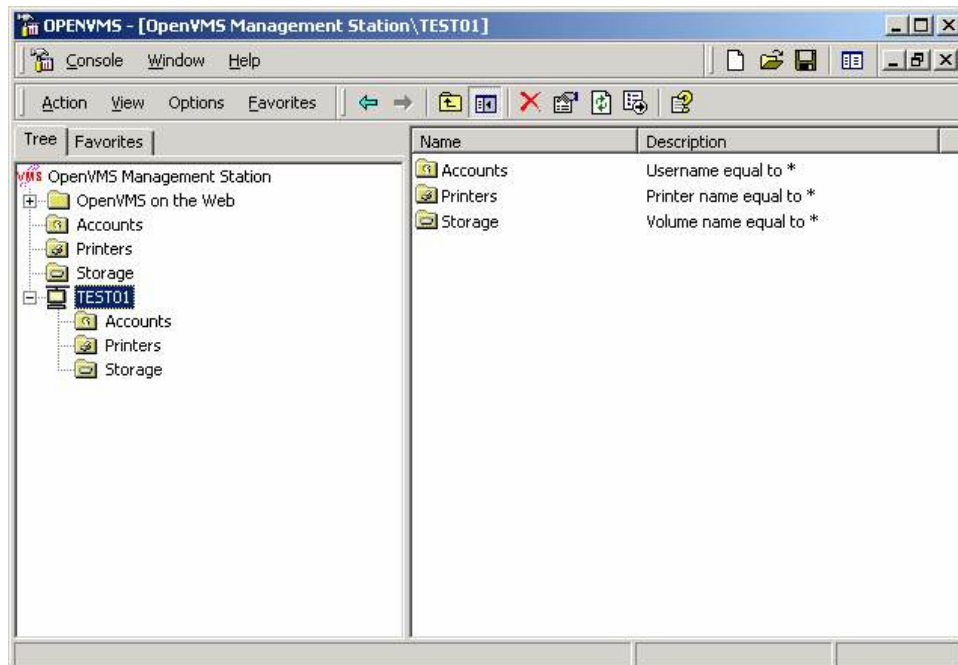 OPENVMS - [OpenVMS Management Station\TEST01]
Console Window Help
Action View Options Favorites
Tree Favorites
VMS OpenVMS Management Station
OpenVMS on the Web
Accounts
Printers
Storage
TEST01
Accounts
Printers
Storage
Name Description
Accounts Username equal to *
Printers Printer name equal to *
Storage Volume name equal to *